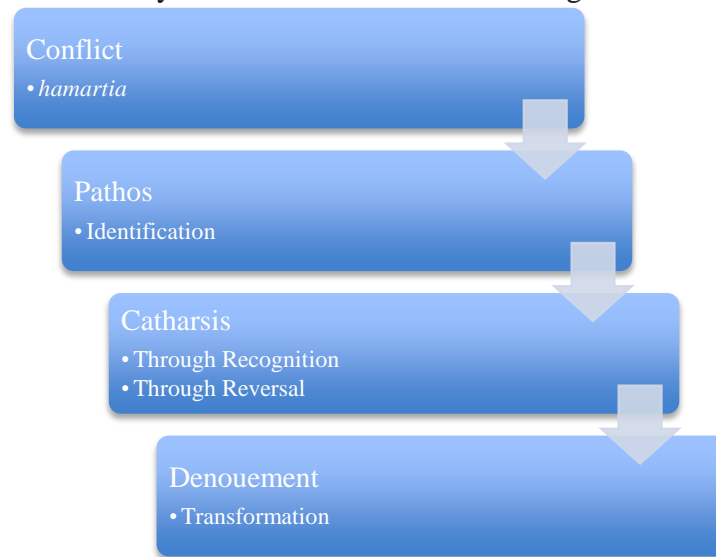 Conflict
• hamartia
Pathos
• Identification
Catharsis
• Through Recognition
• Through Reversal
Denouement
• Transformation